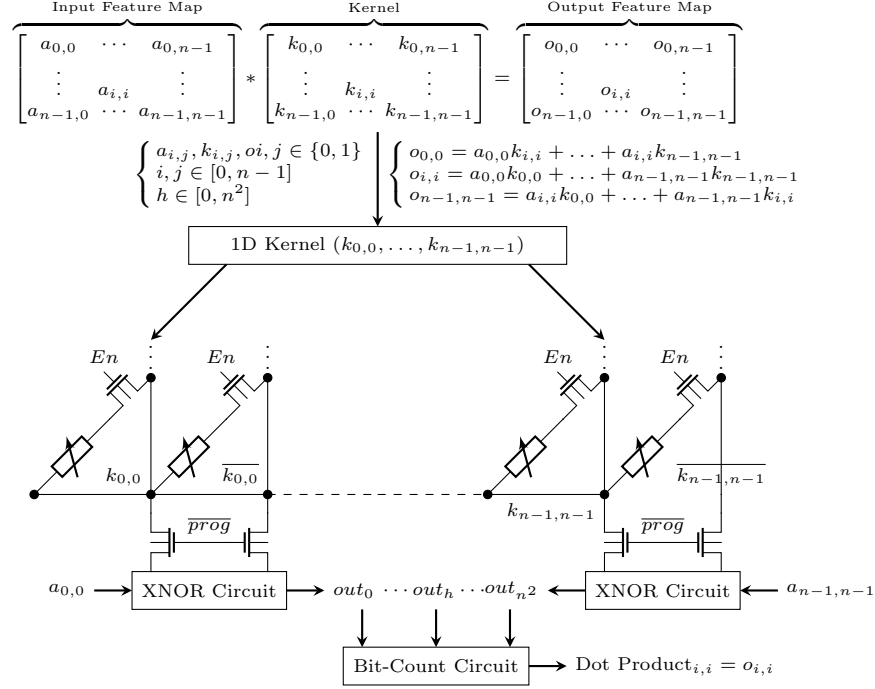 Input Feature Map Kernel Output Feature Map
a_{0,0} ⋯ a_{0,n−1} k_{0,0} ⋯ k_{0,n−1} o_{0,0} ⋯ o_{0,n−1}
⋮ a_{i,i} ⋮ * ⋮ k_{i,i} ⋮ = ⋮ o_{i,i} ⋮
a_{n−1,0} ⋯ a_{n−1,n−1} k_{n−1,0} ⋯ k_{n−1,n−1} o_{n−1,0} ⋯ o_{n−1,n−1}
a_{i,j}, k_{i,j}, oi, j ∈ {0, 1}
i, j ∈ [0, n − 1]
h ∈ [0, n^2]
o_{0,0} = a_{0,0}k_{i,i} + … + a_{i,i}k_{n−1,n−1}
o_{i,i} = a_{0,0}k_{0,0} + … + a_{n−1,n−1}k_{n−1,n−1}
o_{n−1,n−1} = a_{i,i}k_{0,0} + … + a_{n−1,n−1}k_{i,i}
1D Kernel (k_{0,0}, …, k_{n−1,n−1})
En En En En
k_{0,0} \overline{k_{0,0}} k_{n−1,n−1} \overline{k_{n−1,n−1}}
\overline{prog} \overline{prog}
a_{0,0} XNOR Circuit out_0 ⋯ out_h ⋯ out_{n^2} XNOR Circuit a_{n−1,n−1}
Bit-Count Circuit Dot Product_{i,i} = o_{i,i}